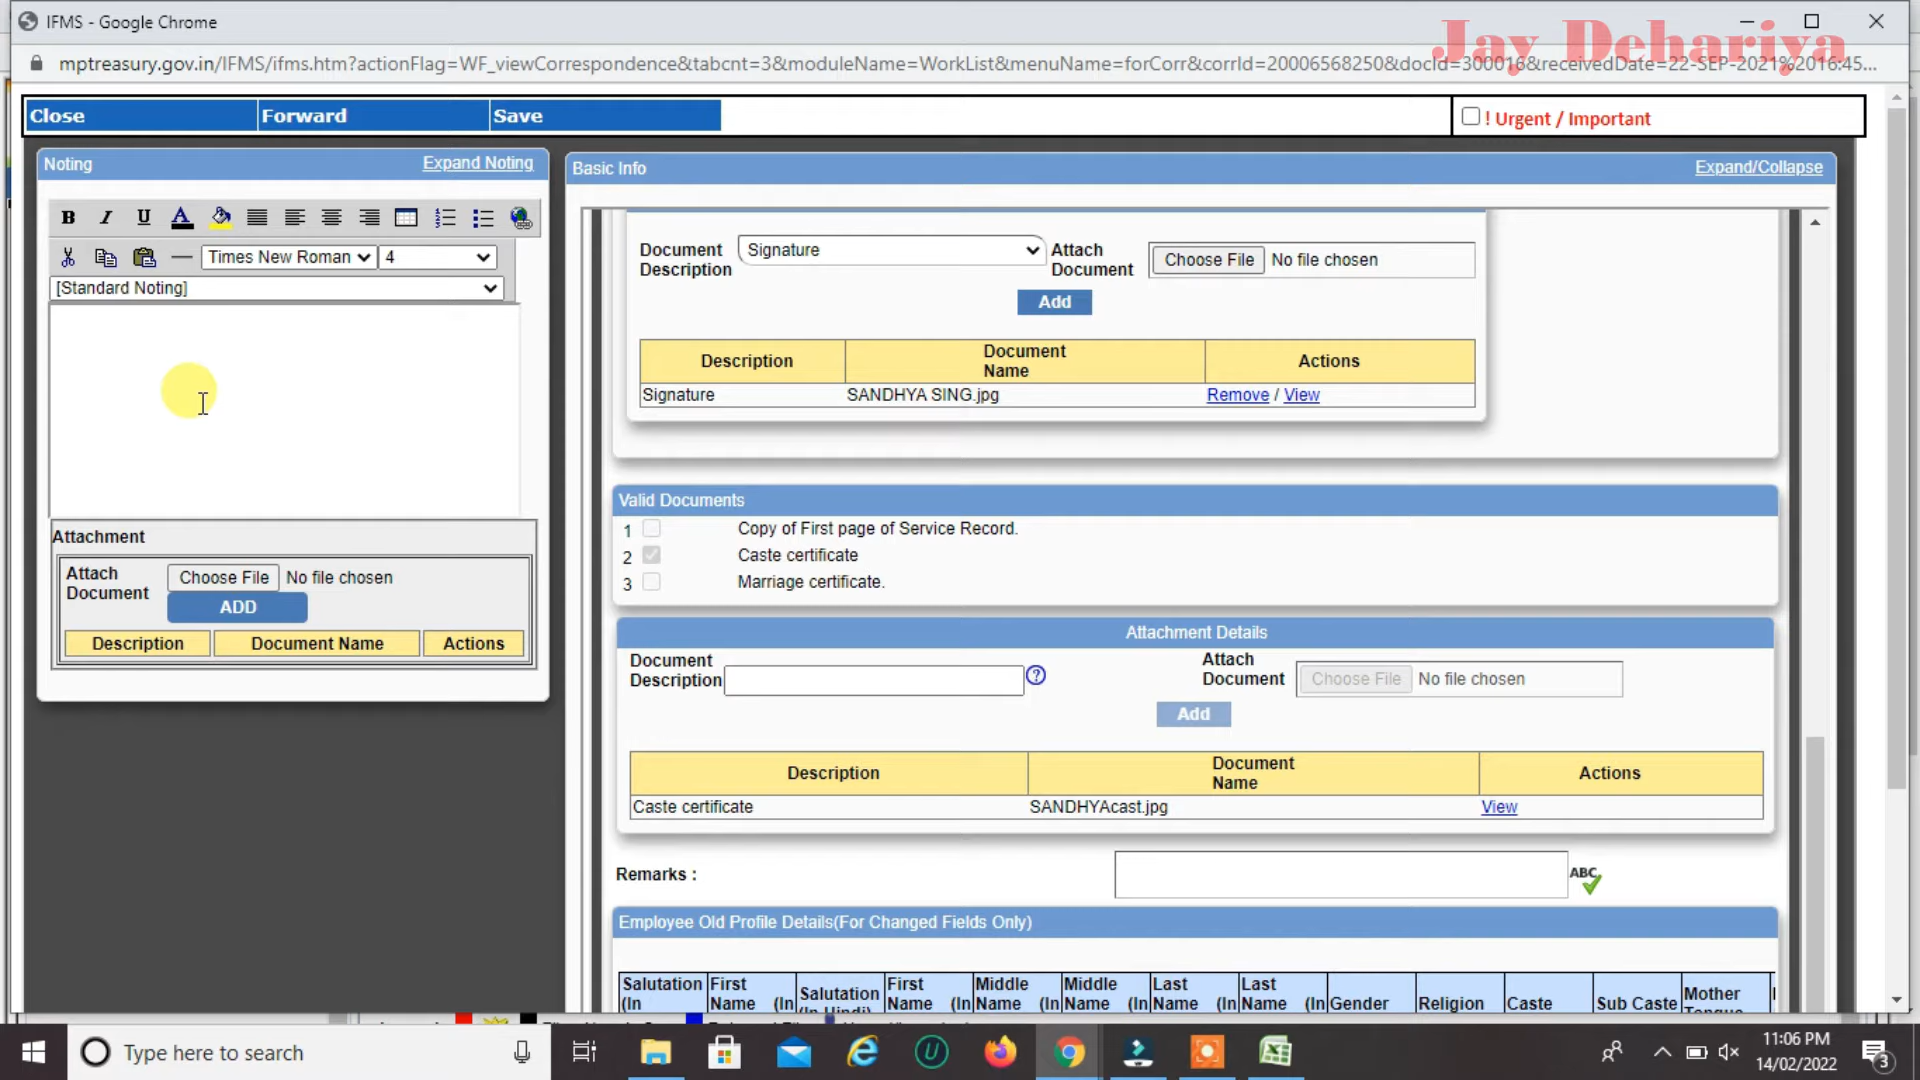 IFMS - Google Chrome
Jay Dehariya
mptreasury.gov.in/IFMS/ifms.htm?actionFlag=WF_viewCorrespondence&tabcnt=3&moduleName=WorkList&menuName=forCorr&corrId=20006568250&docId=300016&receivedDate=22-SEP-2021%2016:45...
Close Forward Save ! Urgent / Important
Noting Expand Noting
B I U A
Times New Roman 4
[Standard Noting]
Attachment
Attach Document Choose File No file chosen
ADD
Description Document Name Actions
Basic Info Expand/Collapse
Document Description Signature Attach Document Choose File No file chosen
Add
Description Document Name Actions
Signature SANDHYA SING.jpg Remove / View
Valid Documents
1 Copy of First page of Service Record.
2 Caste certificate
3 Marriage certificate.
Attachment Details
Document Description ? Attach Document Choose File No file chosen
Add
Description Document Name Actions
Caste certificate SANDHYAcast.jpg View
Remarks : ABC
Employee Old Profile Details(For Changed Fields Only)
Salutation First Salutation First Middle Middle Last Last Gender Religion Caste Sub Caste Mother
(In Name (In Name (In Name (In Name (In Name (In Name (In
Type here to search
11:06 PM
14/02/2022
3